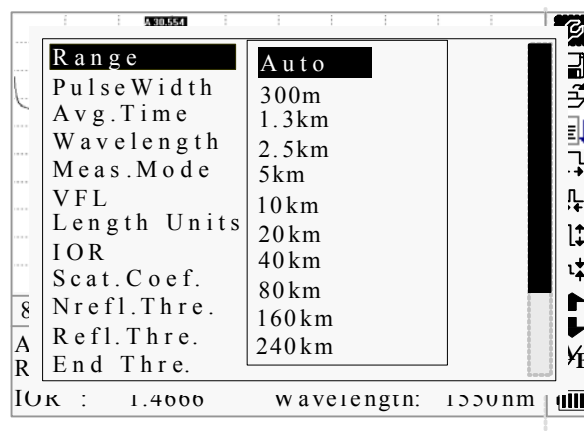 A 30.554
Range
PulseWidth
Avg.Time
Wavelength
Meas.Mode
VFL
Length Units
IOR
Scat.Coef.
Nrefl.Thre.
Refl.Thre.
End Thre.
Auto
300m
1.3km
2.5km
5km
10km
20km
40km
80km
160km
240km
8
A
R
IOR : 1.4666 Wavelength: 1550nm